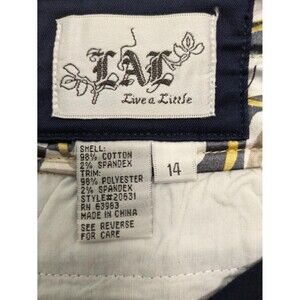 LAL
Live a Little
SHELL:
98% COTTON
2% SPANDEX
TRIM:
98% POLYESTER
2% SPANDEX
STYLE#20631
RN 63963
MADE IN CHINA
SEE REVERSE
FOR CARE
14